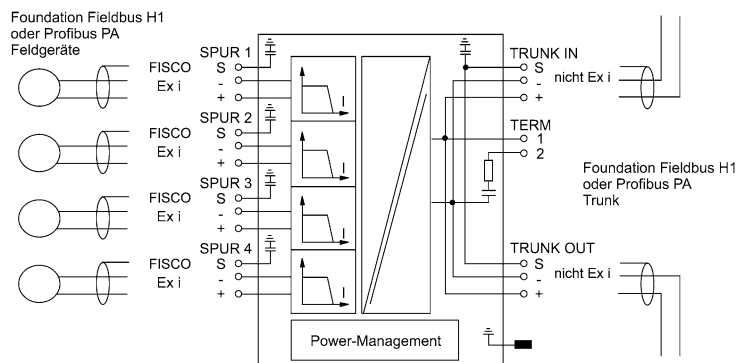 Foundation Fieldbus H1
oder Profibus PA
Feldgeräte
SPUR 1
FISCO
Ex i
S
-
+
I
SPUR 2
FISCO
Ex i
S
-
+
I
SPUR 3
FISCO
Ex i
S
-
+
I
SPUR 4
FISCO
Ex i
S
-
+
I
Power-Management
TRUNK IN
S
-
+
nicht Ex i
TERM
1
2
Foundation Fieldbus H1
oder Profibus PA
Trunk
TRUNK OUT
S
-
+
nicht Ex i